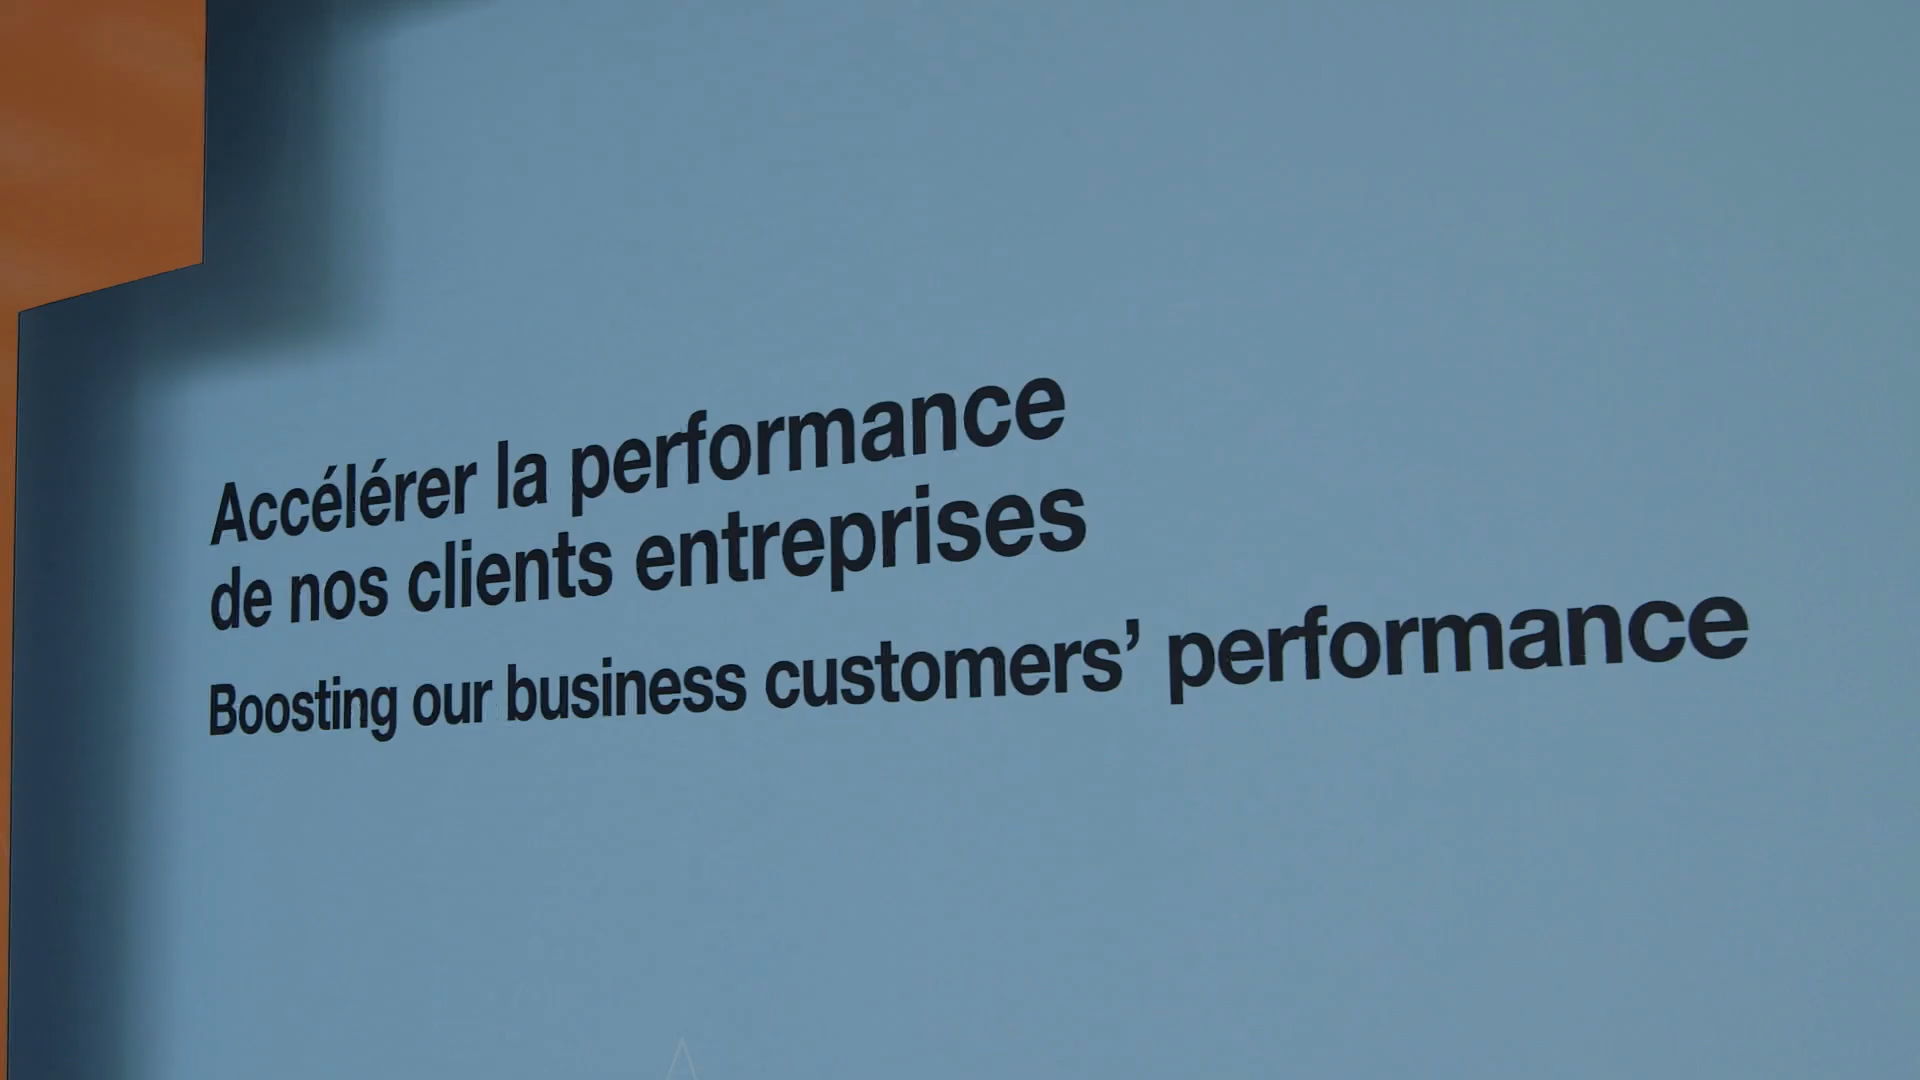 Accélérer la performance
de nos clients entreprises
Boosting our business customers’ performance